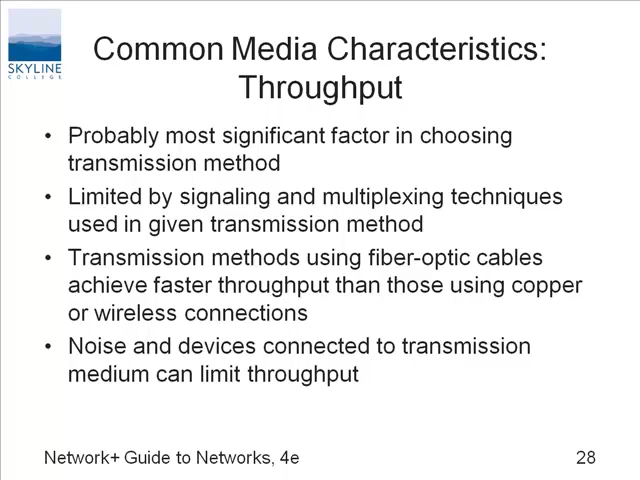 SKYLINE
COLLEGE
Common Media Characteristics:
Throughput
• Probably most significant factor in choosing
transmission method
• Limited by signaling and multiplexing techniques
used in given transmission method
• Transmission methods using fiber-optic cables
achieve faster throughput than those using copper
or wireless connections
• Noise and devices connected to transmission
medium can limit throughput
Network+ Guide to Networks, 4e
28